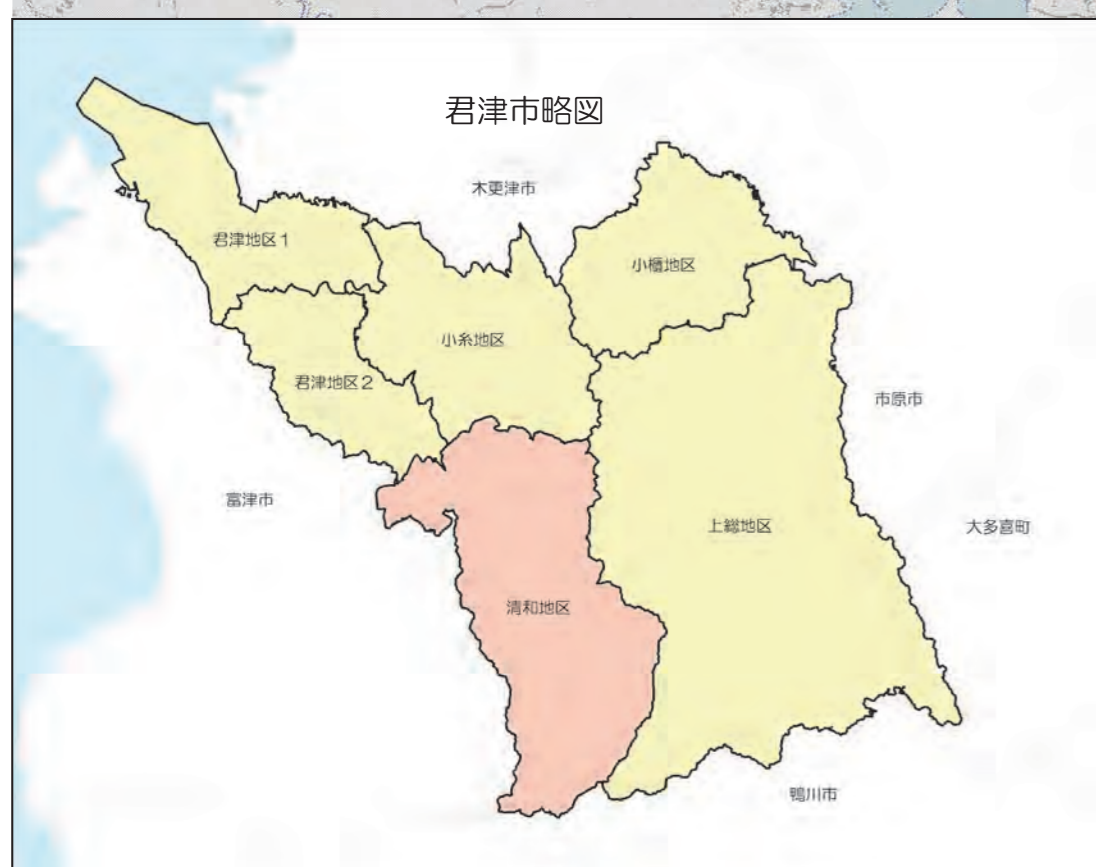 君津市略図
木更津市
君津地区1
小櫃地区
小糸地区
君津地区2
市原市
富津市
上総地区
大多喜町
清和地区
鴨川市